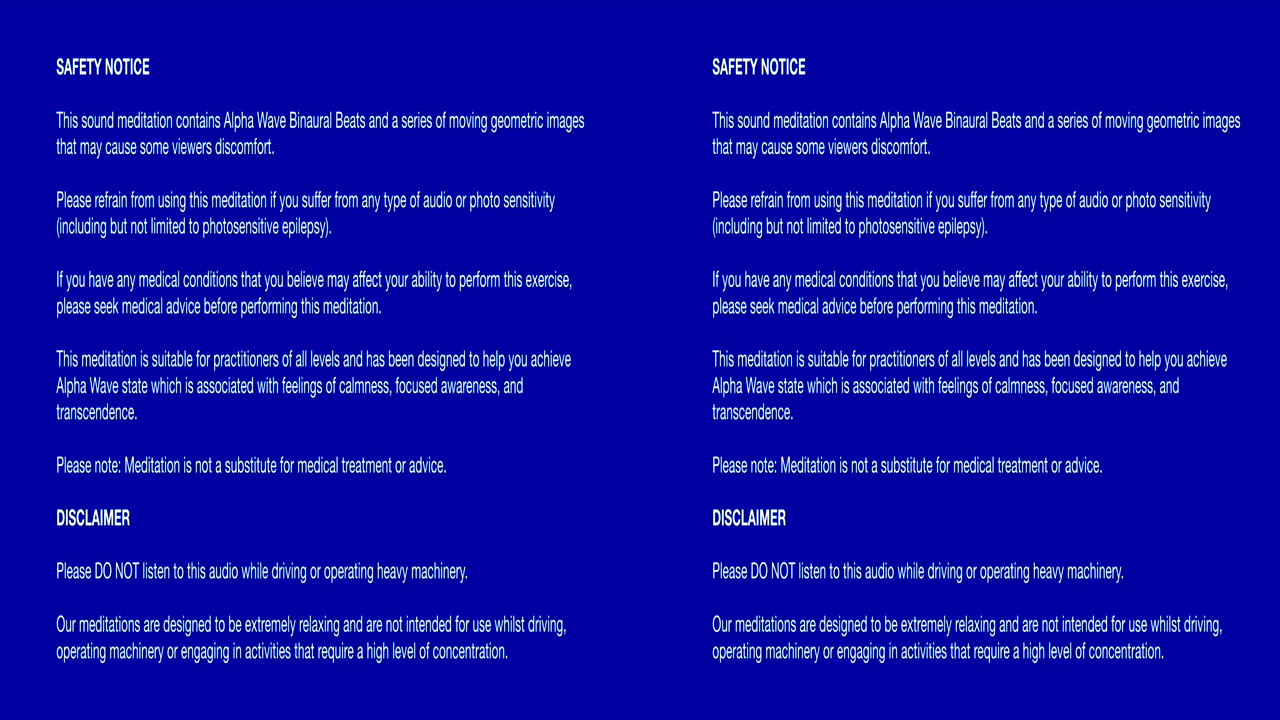 SAFETY NOTICE
This sound meditation contains Alpha Wave Binaural Beats and a series of moving geometric images
that may cause some viewers discomfort.
Please refrain from using this meditation if you suffer from any type of audio or photo sensitivity
(including but not limited to photosensitive epilepsy).
If you have any medical conditions that you believe may affect your ability to perform this exercise,
please seek medical advice before performing this meditation.
This meditation is suitable for practitioners of all levels and has been designed to help you achieve
Alpha Wave state which is associated with feelings of calmness, focused awareness, and
transcendence.
Please note: Meditation is not a substitute for medical treatment or advice.
DISCLAIMER
Please DO NOT listen to this audio while driving or operating heavy machinery.
Our meditations are designed to be extremely relaxing and are not intended for use whilst driving,
operating machinery or engaging in activities that require a high level of concentration.
SAFETY NOTICE
This sound meditation contains Alpha Wave Binaural Beats and a series of moving geometric images
that may cause some viewers discomfort.
Please refrain from using this meditation if you suffer from any type of audio or photo sensitivity
(including but not limited to photosensitive epilepsy).
If you have any medical conditions that you believe may affect your ability to perform this exercise,
please seek medical advice before performing this meditation.
This meditation is suitable for practitioners of all levels and has been designed to help you achieve
Alpha Wave state which is associated with feelings of calmness, focused awareness, and
transcendence.
Please note: Meditation is not a substitute for medical treatment or advice.
DISCLAIMER
Please DO NOT listen to this audio while driving or operating heavy machinery.
Our meditations are designed to be extremely relaxing and are not intended for use whilst driving,
operating machinery or engaging in activities that require a high level of concentration.